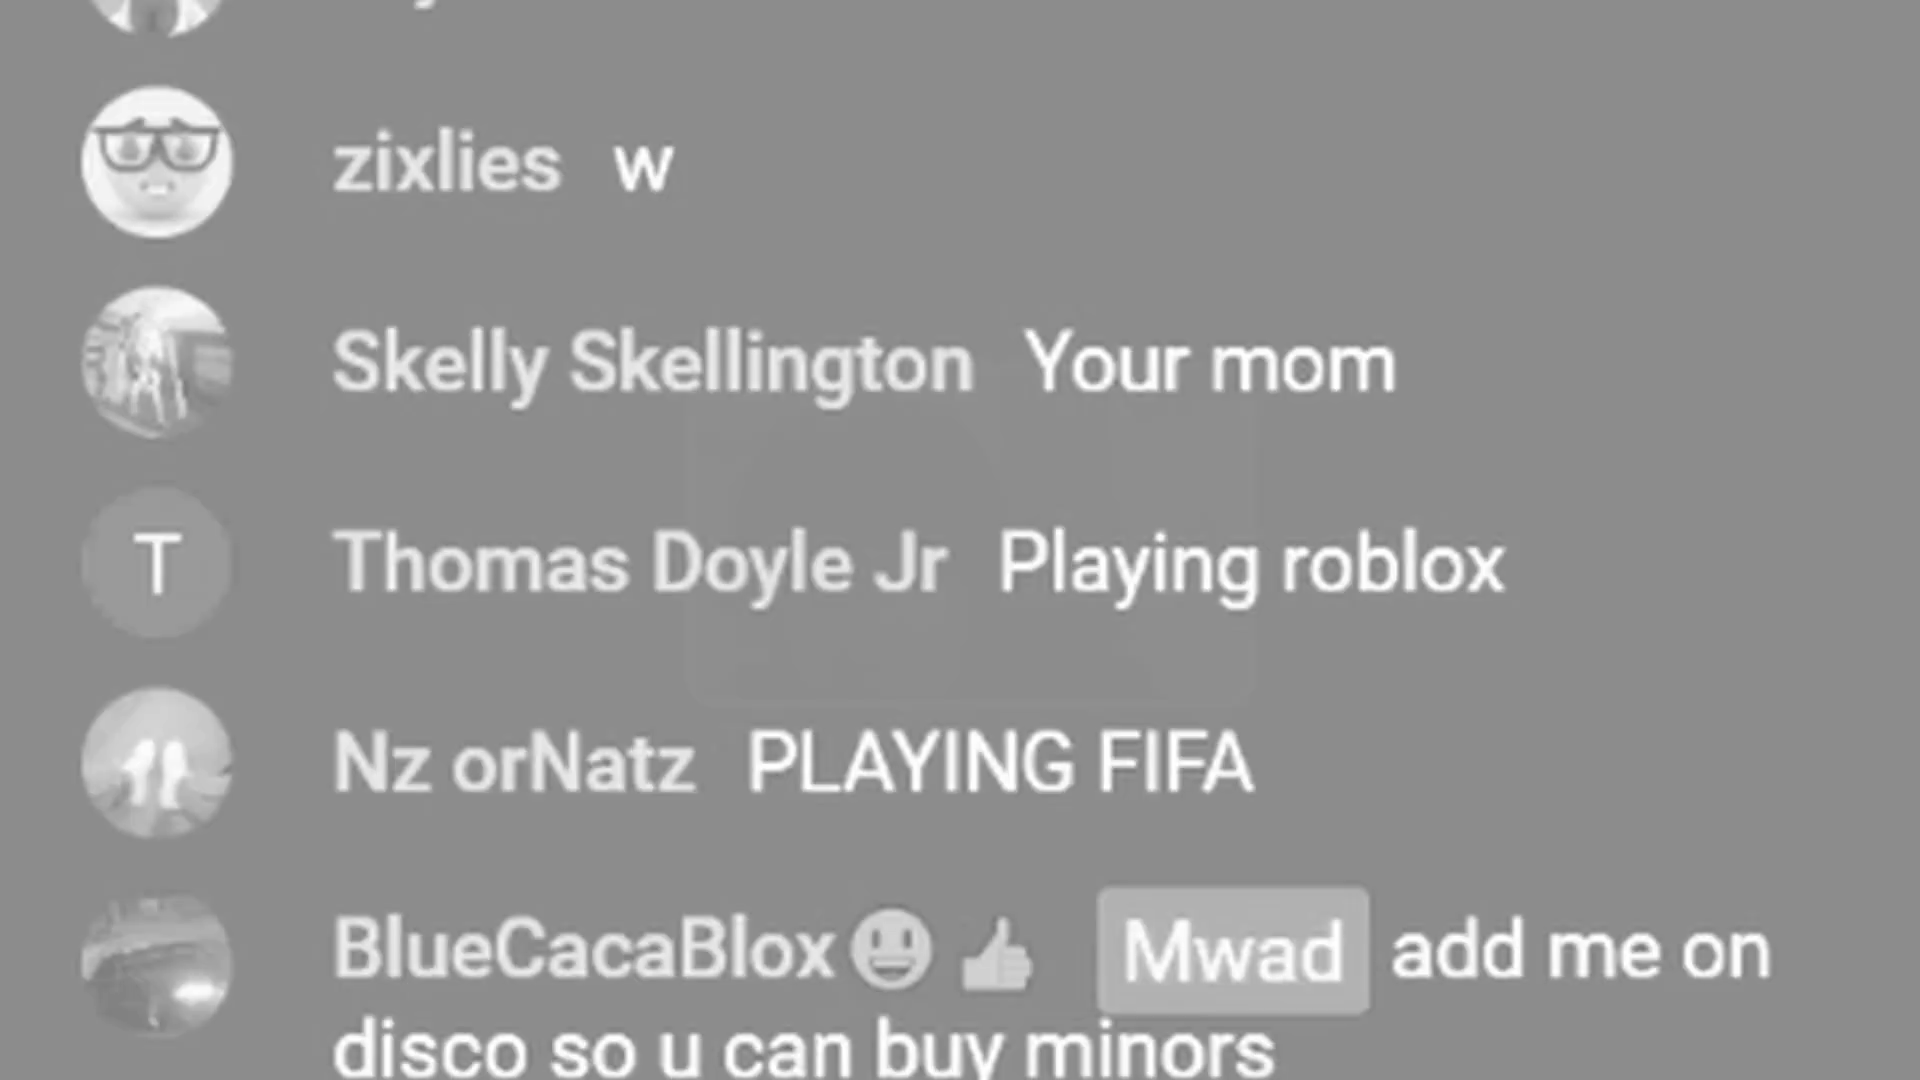 zixlies w
Skelly Skellington Your mom
T Thomas Doyle Jr Playing roblox
Nz orNatz PLAYING FIFA
BlueCacaBlox😃👍 Mwad add me on
disco so u can buy minors